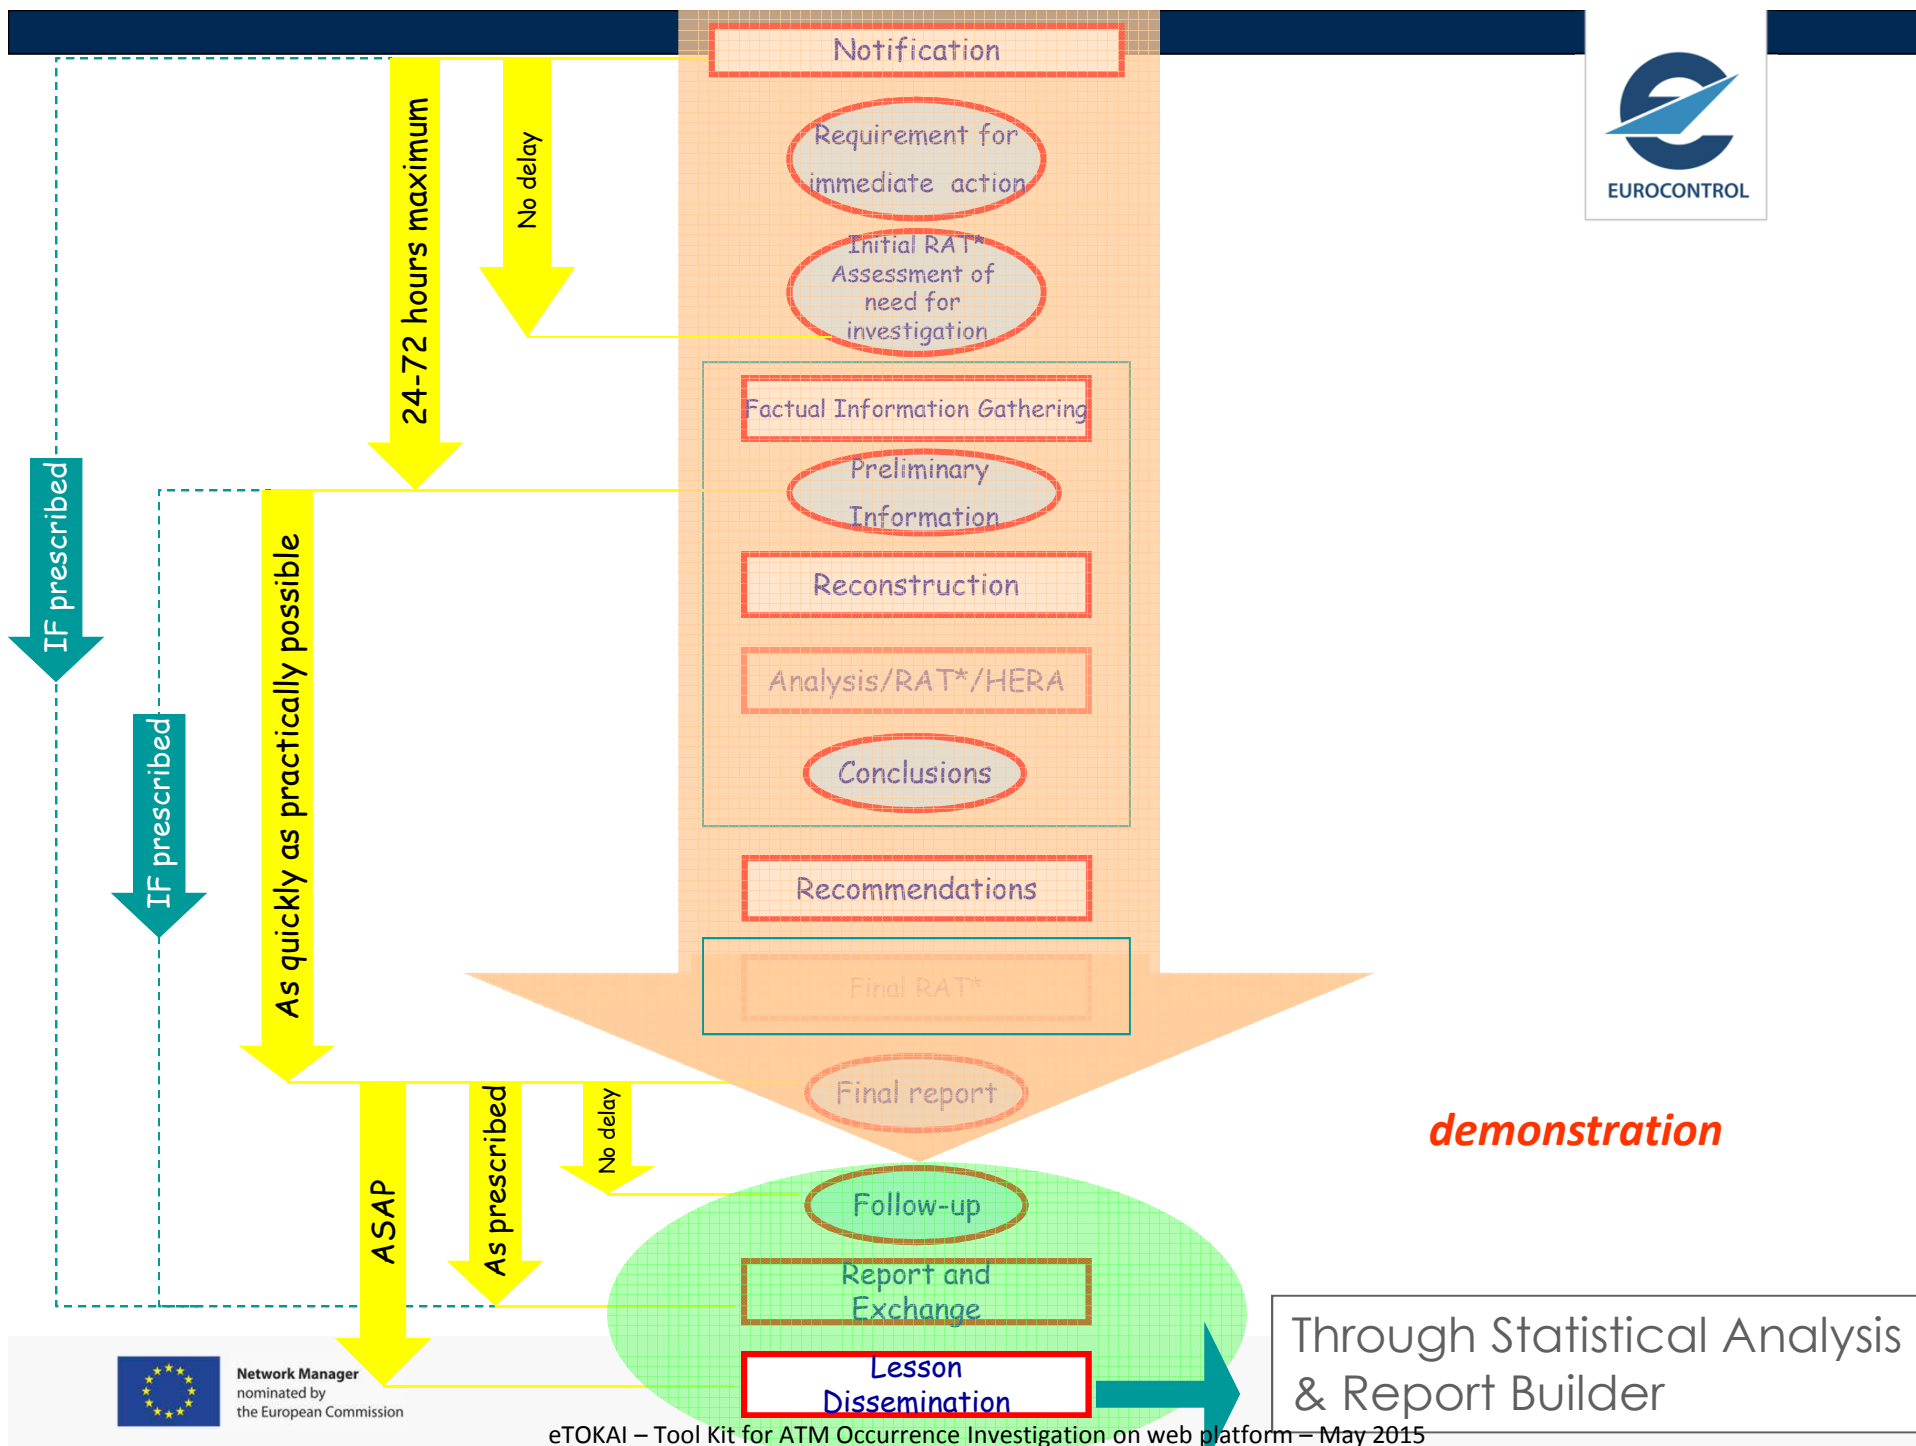 Notification
EUROCONTROL
24-72 hours maximum
No delay
Requirement for
immediate action
Initial RAT*
Assessment of
need for
investigation
Factual Information Gathering
IF prescribed
Preliminary
Information
As quickly as practically possible
Reconstruction
Analysis/RAT*/HERA
IF prescribed
Conclusions
Recommendations
Final RAT*
Final report
demonstration
ASAP
As prescribed
No delay
Follow-up
Report and
Exchange
Through Statistical Analysis
& Report Builder
Lesson
Dissemination
Network Manager
nominated by
the European Commission
eTOKAI – Tool Kit for ATM Occurrence Investigation on web platform – May 2015